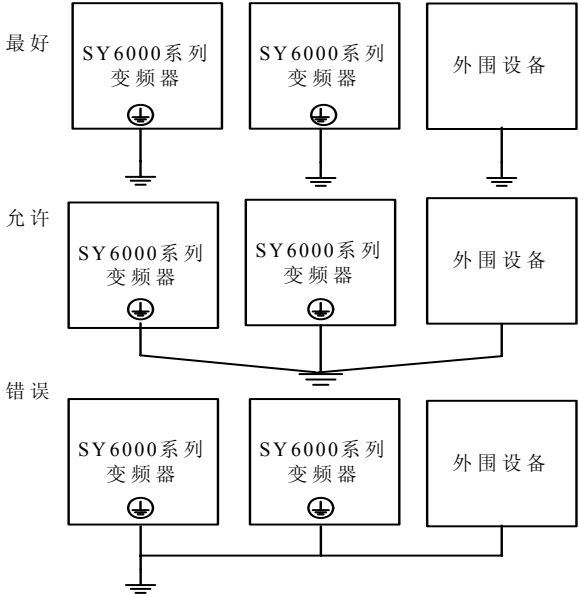 最好
SY6000系列
变频器
SY6000系列
变频器
外围设备
允许
SY6000系列
变频器
SY6000系列
变频器
外围设备
错误
SY6000系列
变频器
SY6000系列
变频器
外围设备